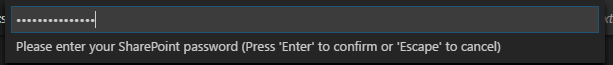 •••••••••••••••
Please enter your SharePoint password (Press 'Enter' to confirm or 'Escape' to cancel)